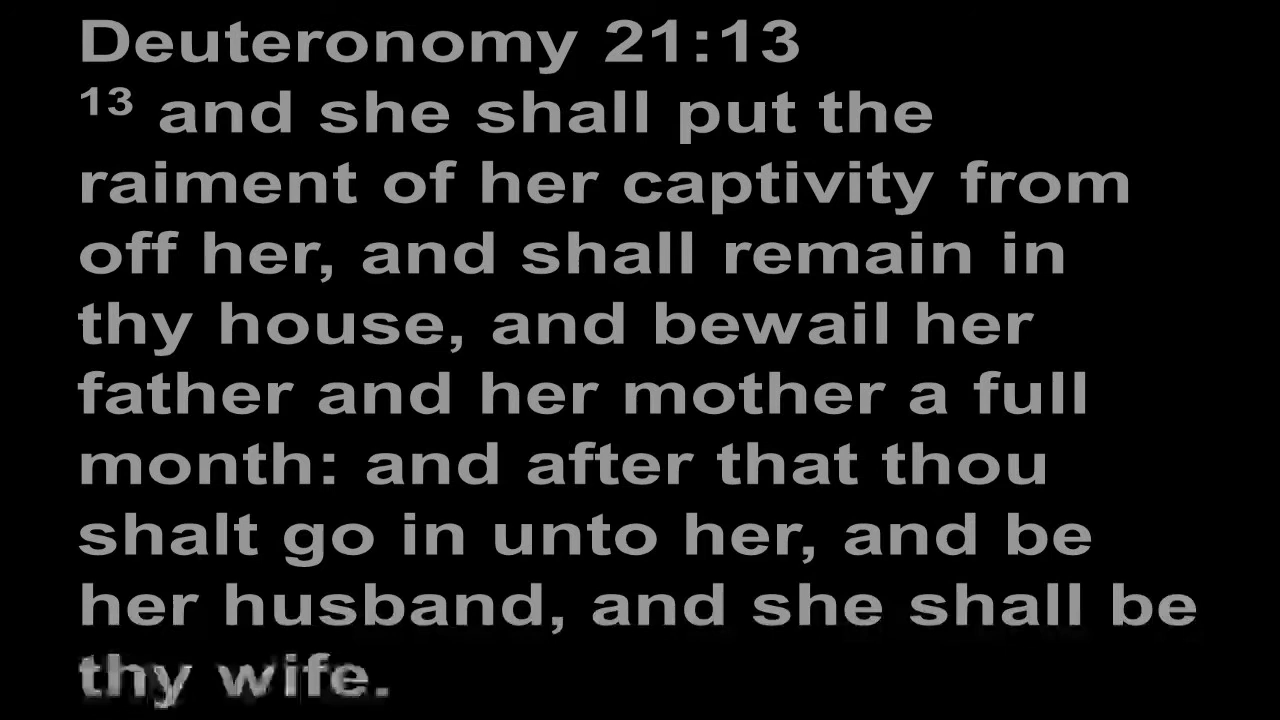 Deuteronomy 21:13
13 and she shall put the
raiment of her captivity from
off her, and shall remain in
thy house, and bewail her
father and her mother a full
month: and after that thou
shalt go in unto her, and be
her husband, and she shall be
thy wife.